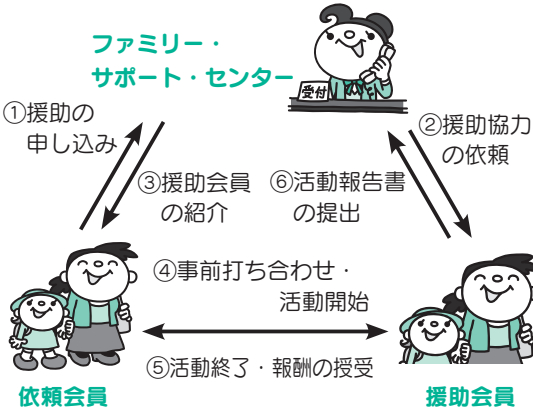 ファミリー・
サポート・センター
受付
①援助の
申し込み
②援助協力
の依頼
③援助会員
の紹介
⑥活動報告書
の提出
④事前打ち合わせ・
活動開始
⑤活動終了・報酬の授受
依頼会員
援助会員